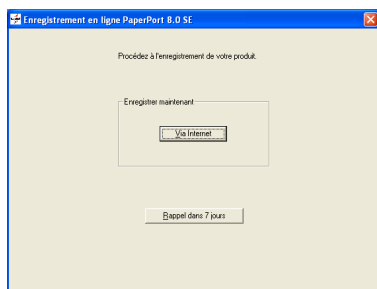 Enregistrement en ligne PaperPort 8.0 SE
Procédez à l'enregistrement de votre produit.
Enregistrer maintenant
Via Internet
Rappel dans 7 jours